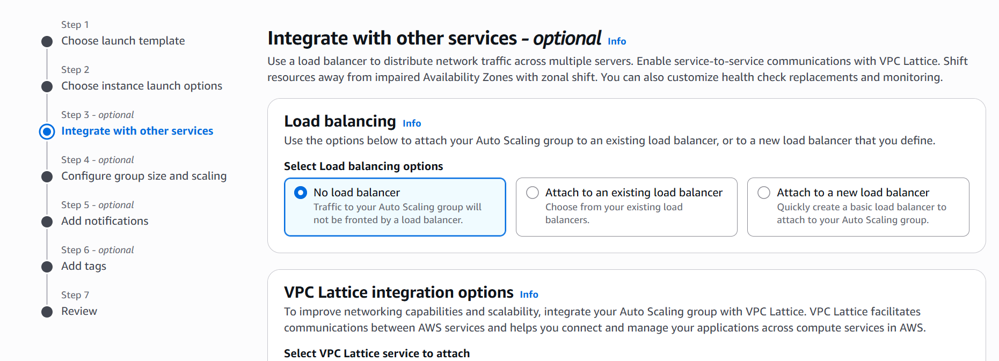 Step 1
Choose launch template
Step 2
Choose instance launch options
Step 3 - optional
Integrate with other services
Step 4 - optional
Configure group size and scaling
Step 5 - optional
Add notifications
Step 6 - optional
Add tags
Step 7
Review
Integrate with other services - optional Info
Use a load balancer to distribute network traffic across multiple servers. Enable service-to-service communications with VPC Lattice. Shift
resources away from impaired Availability Zones with zonal shift. You can also customize health check replacements and monitoring.
Load balancing Info
Use the options below to attach your Auto Scaling group to an existing load balancer, or to a new load balancer that you define.
Select Load balancing options
No load balancer
Traffic to your Auto Scaling group will
not be fronted by a load balancer.
Attach to an existing load balancer
Choose from your existing load
balancers.
Attach to a new load balancer
Quickly create a basic load balancer to
attach to your Auto Scaling group.
VPC Lattice integration options Info
To improve networking capabilities and scalability, integrate your Auto Scaling group with VPC Lattice. VPC Lattice facilitates
communications between AWS services and helps you connect and manage your applications across compute services in AWS.
Select VPC Lattice service to attach